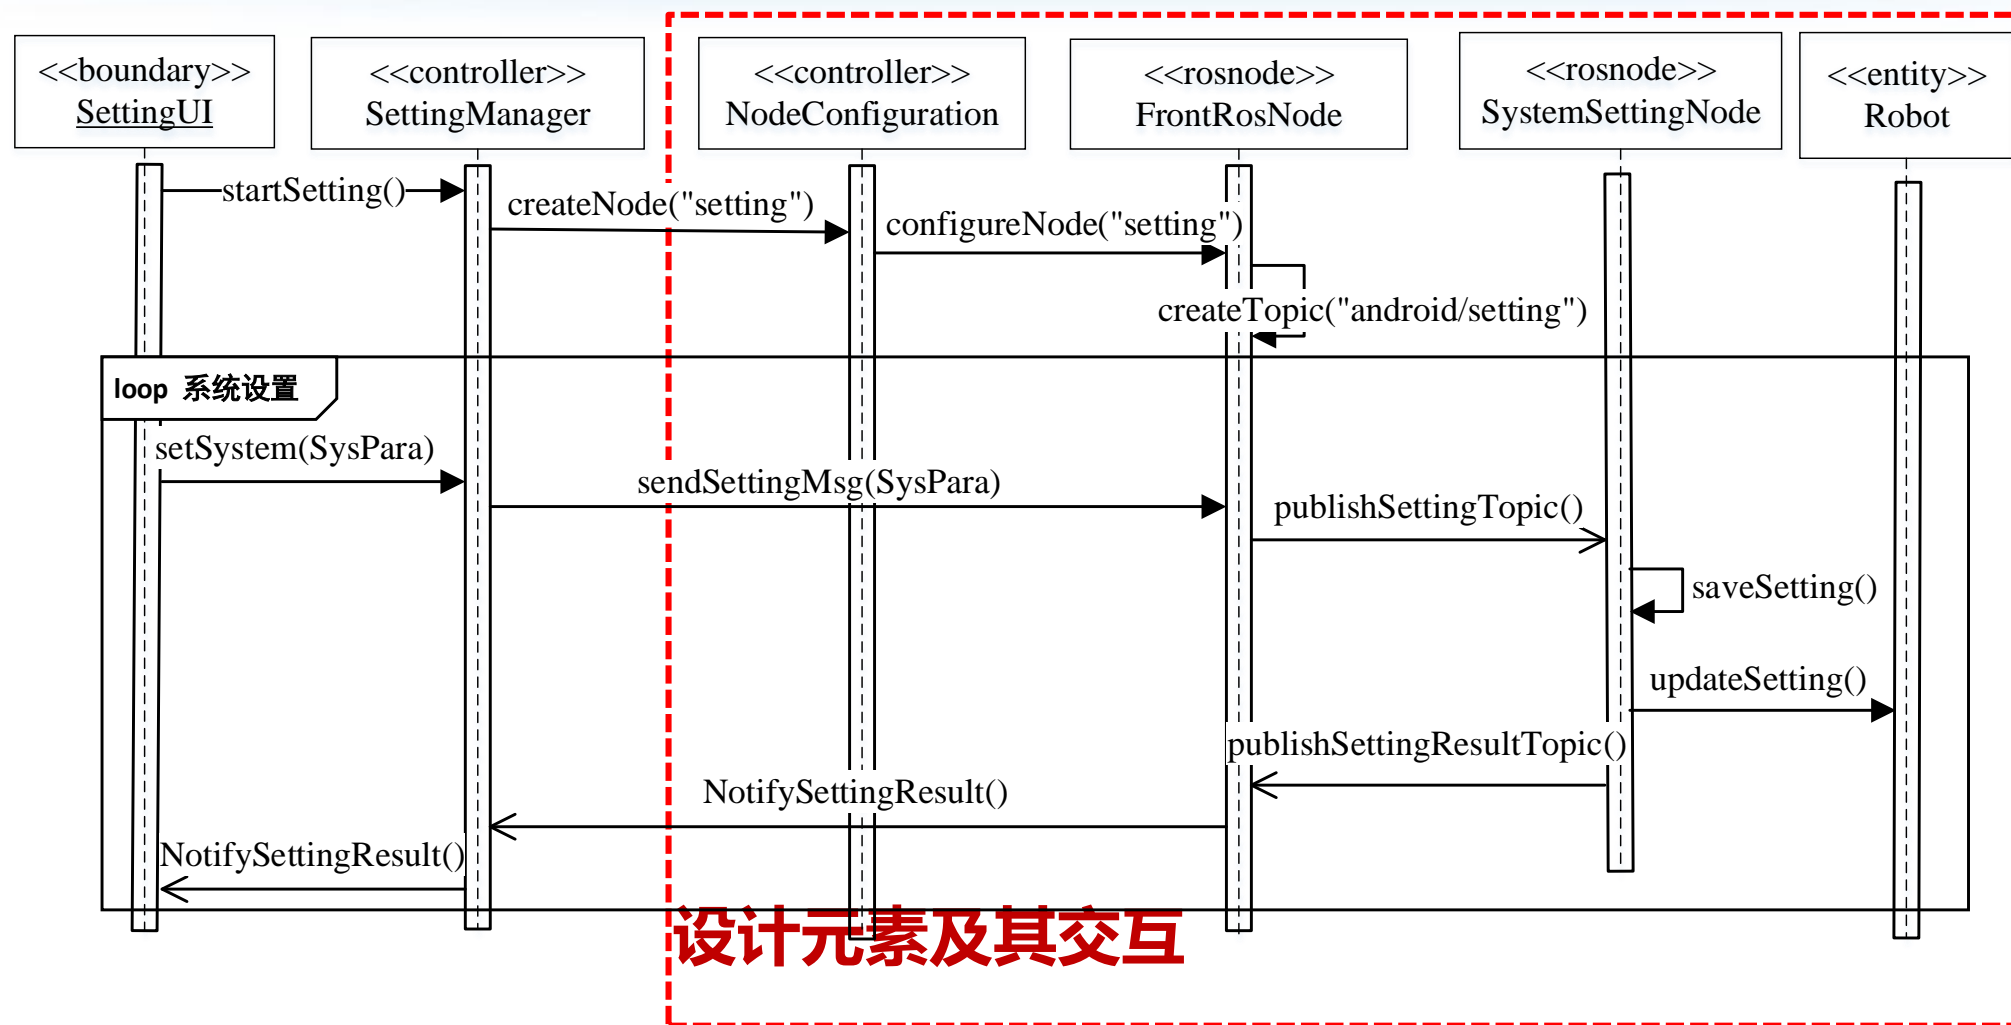 <<boundary>>
SettingUI
<<controller>>
SettingManager
<<controller>>
NodeConfiguration
<<rosnode>>
FrontRosNode
<<rosnode>>
SystemSettingNode
<<entity>>
Robot
startSetting()
createNode("setting")
configureNode("setting")
createTopic("android/setting")
loop 系统设置
setSystem(SysPara)
sendSettingMsg(SysPara)
publishSettingTopic()
saveSetting()
updateSetting()
publishSettingResultTopic()
NotifySettingResult()
NotifySettingResult()
设计元素及其交互